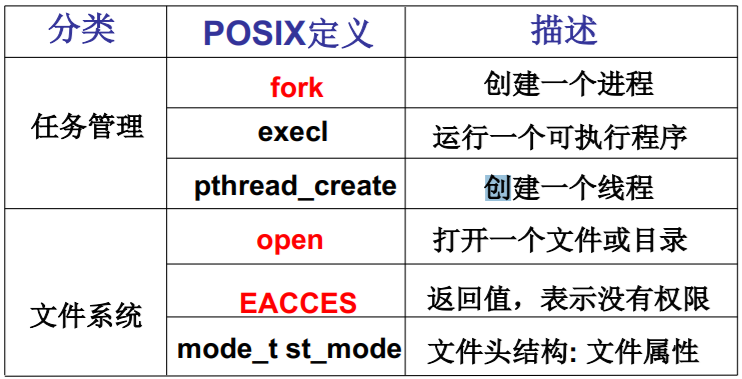 分类 POSIX定义 描述
fork 创建一个进程
任务管理 execl 运行一个可执行程序
pthread_create 创建一个线程
open 打开一个文件或目录
文件系统 EACCES 返回值，表示没有权限
mode_t st_mode 文件头结构: 文件属性